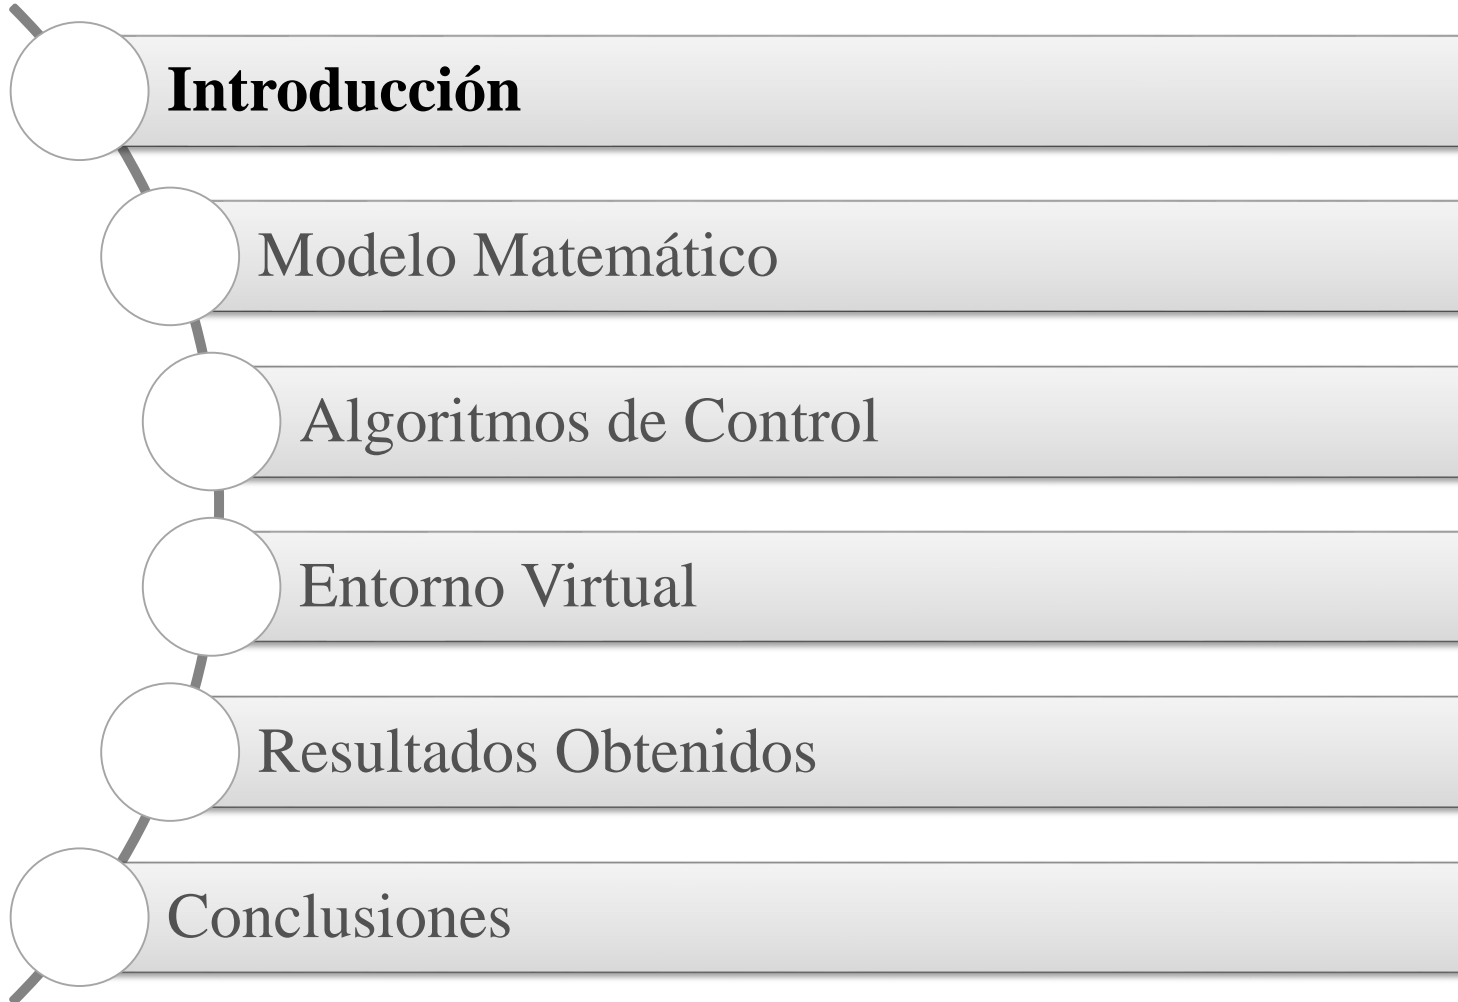 Introducción
Modelo Matemático
Algoritmos de Control
Entorno Virtual
Resultados Obtenidos
Conclusiones